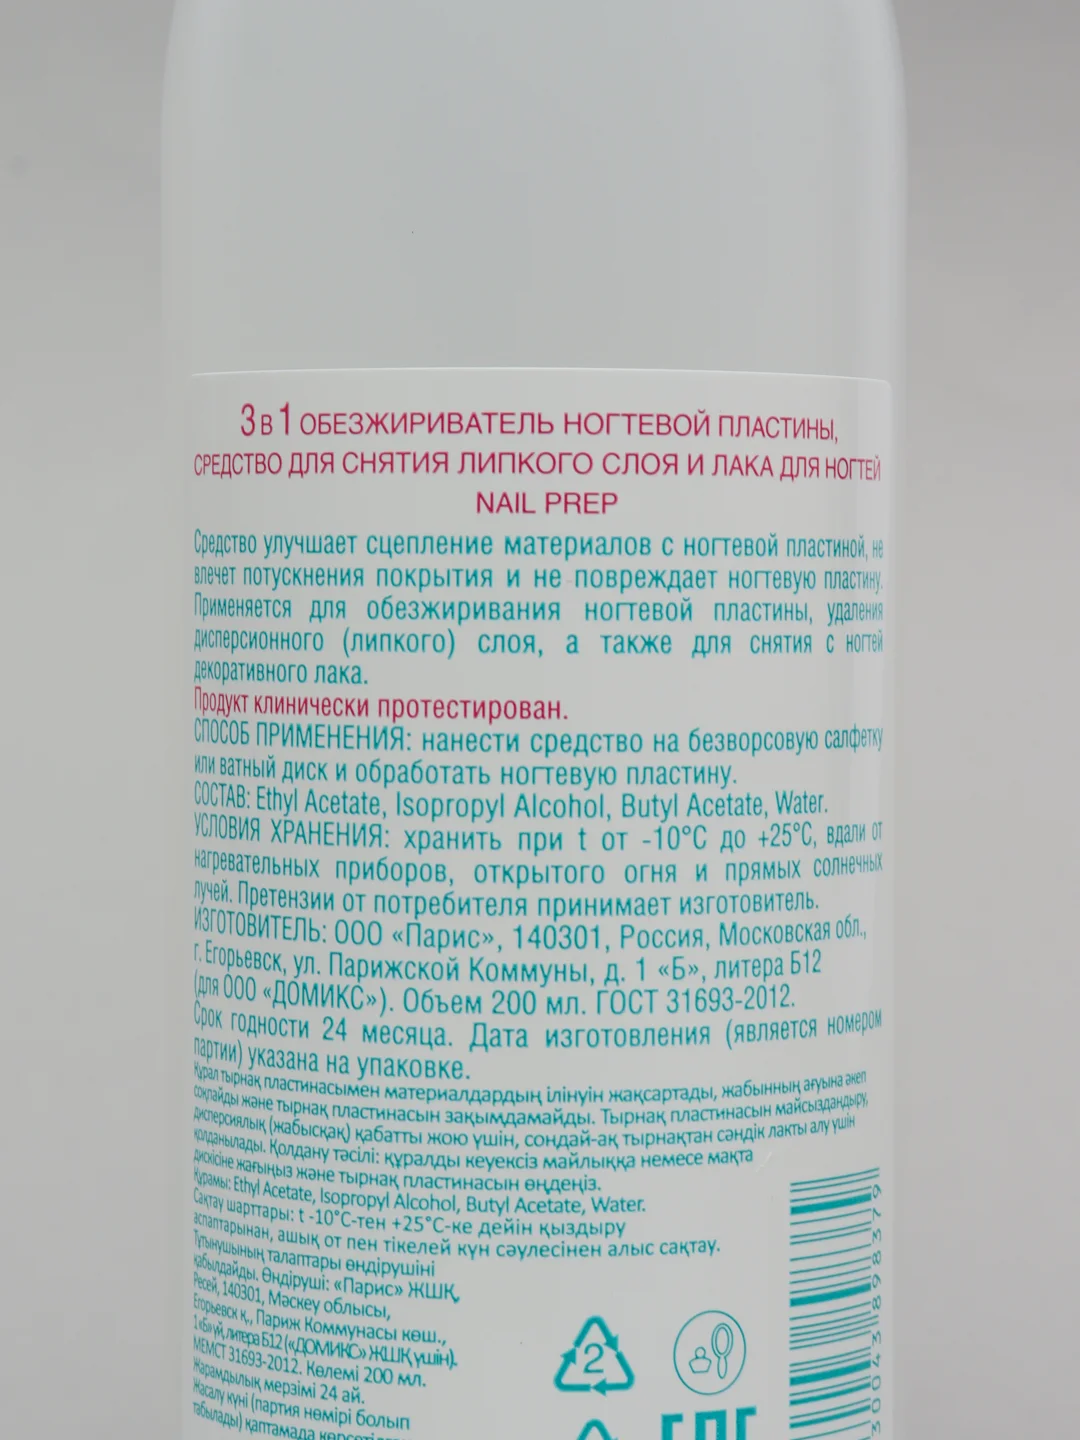 3 в 1 ОБЕЗЖИРИВАТЕЛЬ НОГТЕВОЙ ПЛАСТИНЫ,
СРЕДСТВО ДЛЯ СНЯТИЯ ЛИПКОГО СЛОЯ И ЛАКА ДЛЯ НОГТЕЙ
NAIL PREP
Средство улучшает сцепление материалов с ногтевой пластиной, не
влечет потускнения покрытия и не повреждает ногтевую пластину.
Применяется для обезжиривания ногтевой пластины, удаления
дисперсионного (липкого) слоя, а также для снятия с ногтей
декоративного лака.
Продукт клинически протестирован.
СПОСОБ ПРИМЕНЕНИЯ: нанести средство на безворсовую салфетку
или ватный диск и обработать ногтевую пластину.
СОСТАВ: Ethyl Acetate, Isopropyl Alcohol, Butyl Acetate, Water.
УСЛОВИЯ ХРАНЕНИЯ: хранить при t от -10°С до +25°С, вдали от
нагревательных приборов, открытого огня и прямых солнечных
лучей. Претензии от потребителя принимает изготовитель.
ИЗГОТОВИТЕЛЬ: ООО «Парис», 140301, Россия, Московская обл.,
г. Егорьевск, ул. Парижской Коммуны, д. 1 «Б», литера Б12
(для ООО «ДОМИКС»). Объем 200 мл. ГОСТ 31693-2012.
Срок годности 24 месяца. Дата изготовления (является номером
партии) указана на упаковке.
Құрал тырнақ пластинасымен материалдардың ілінуін жақсартады, жабынның ағуына әкеп
соқпайды және тырнақ пластинасын зақымдамайды. Тырнақ пластинасын майсыздандыру,
дисперсиялық (жабысқақ) қабатты жою үшін, сондай-ақ тырнақтан сәндік лакты алу үшін
қолданылады. Қолдану тәсілі: құралды кеуексіз майлыққа немесе мақта
дискісіне жағыңыз және тырнақ пластинасын өңдеңіз.
Құрамы: Ethyl Acetate, Isopropyl Alcohol, Butyl Acetate, Water.
Сақтау шарттары: t -10°С-тен +25°С-ке дейін қыздыру
аспаптарынан, ашық от пен тікелей күн сәулесінен алыс сақтау.
Тұтынушының талаптары өндірушіні
қабылдайды. Өндіруші: «Парис» ЖШҚ,
Ресей, 140301, Мәскеу облысы,
Егорьевск қ., Париж Коммунасы көш.,
1 «Б» үй, литера Б12 («ДОМИКС» ЖШҚ үшін).
МЕМСТ 31693-2012. Көлемі 200 мл.
Жарамдылық мерзімі 24 ай.
Жасалу күні (партия нөмірі болып
табылады) қаптамада
2